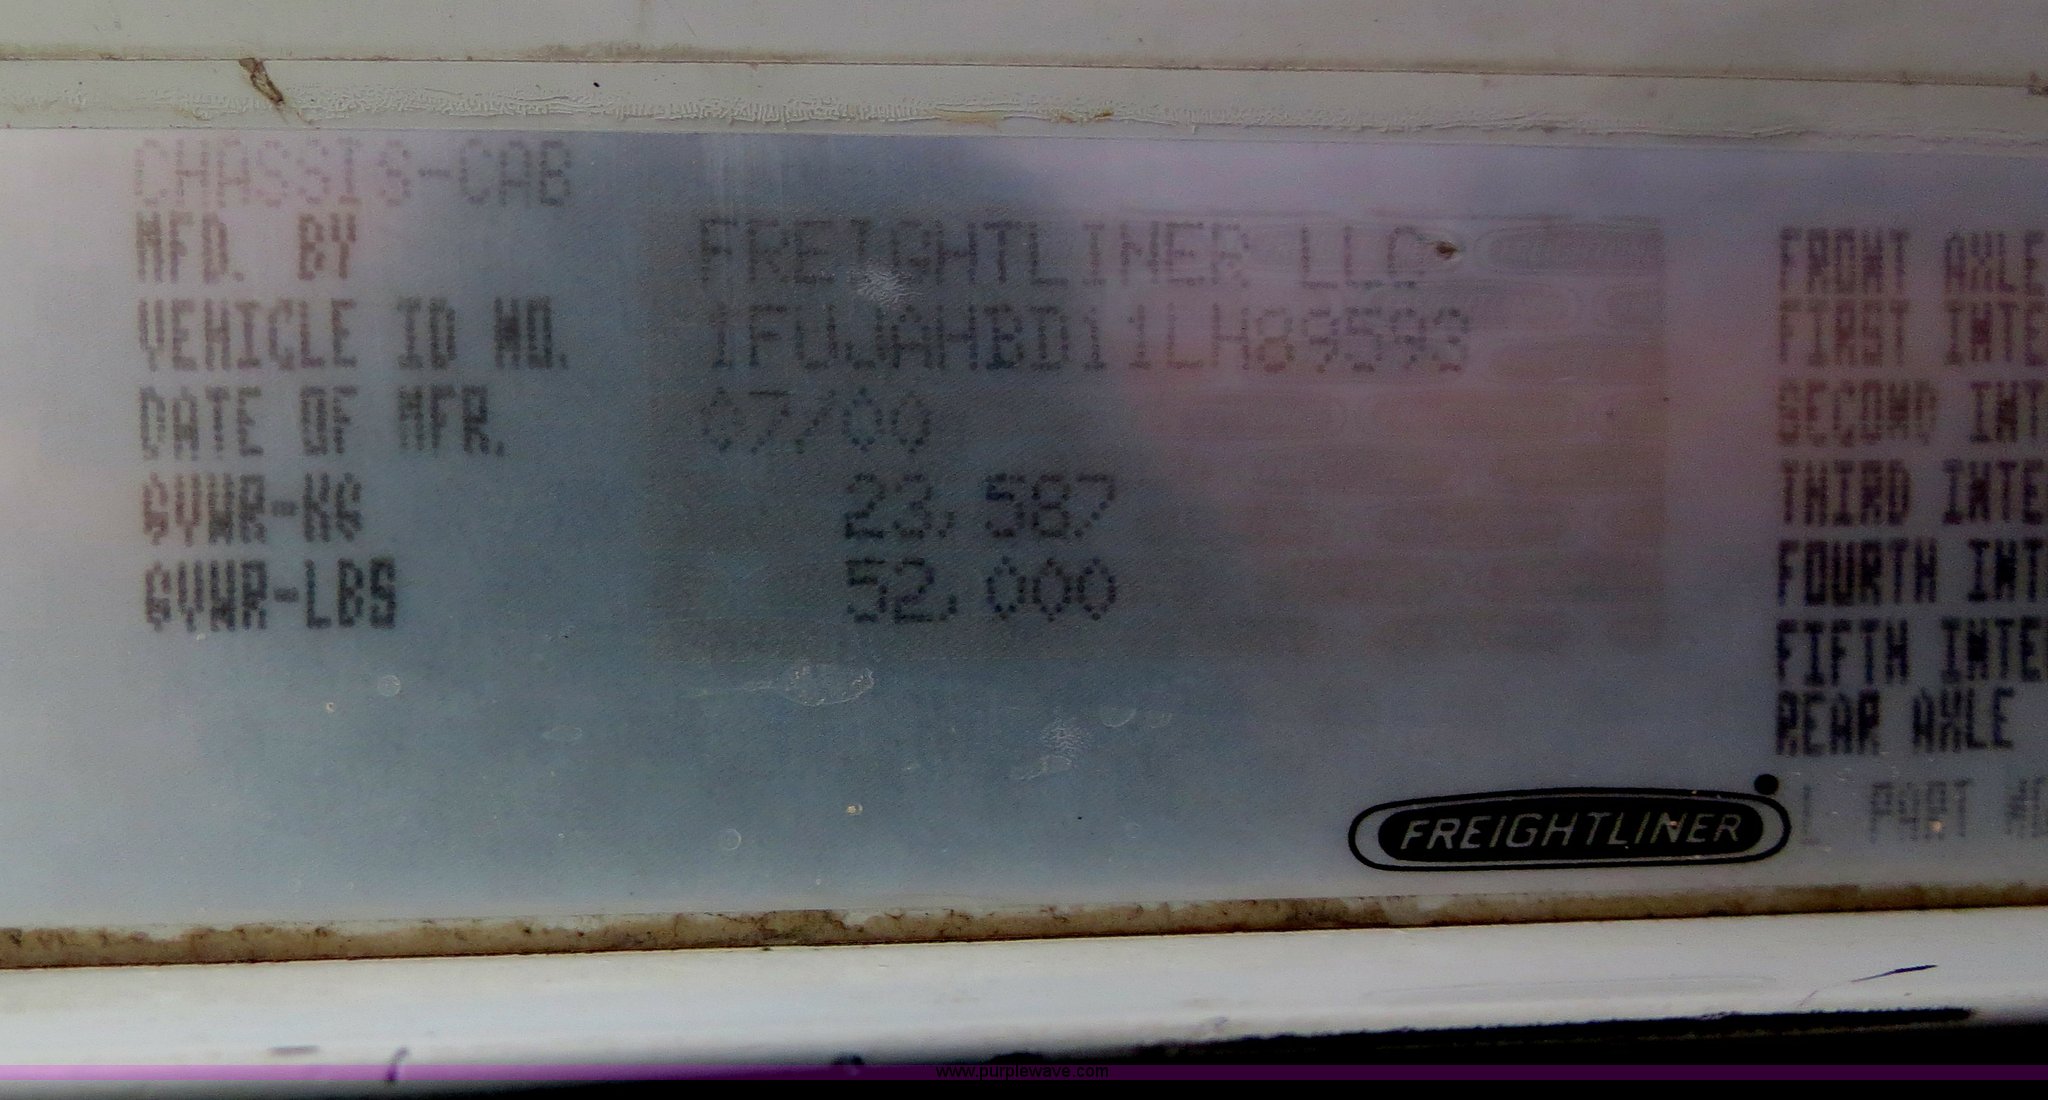 CHASSIS-CAB
MFD. BY FREIGHTLINER LLC
VEHICLE ID NO. 1FUJAHBD11LH89593
DATE OF MFR. 07/00
GVWR-KG 23,587
GVWR-LBS 52,000
FRONT AXLE
FIRST INTE
SECOND INT
THIRD INTE
FOURTH INT
FIFTH INTE
REAR AXLE
FREIGHTLINER
L PART NO
www.purplewave.com